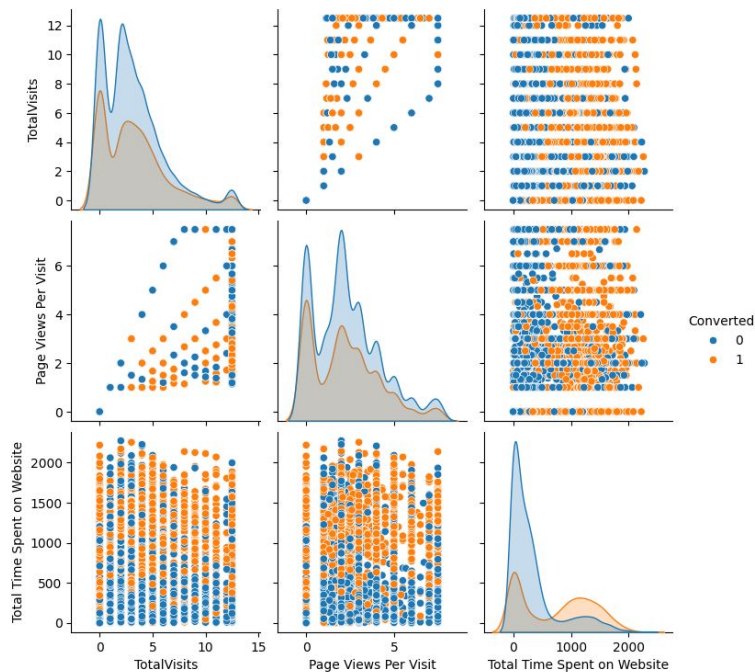 12
10
8
6
4
2
0
TotalVisits
6
4
2
0
Page Views Per Visit
Converted
0
1
2000
1500
1000
500
0
Total Time Spent on Website
0 5 10 15
TotalVisits
0 5
Page Views Per Visit
0 1000 2000
Total Time Spent on Website